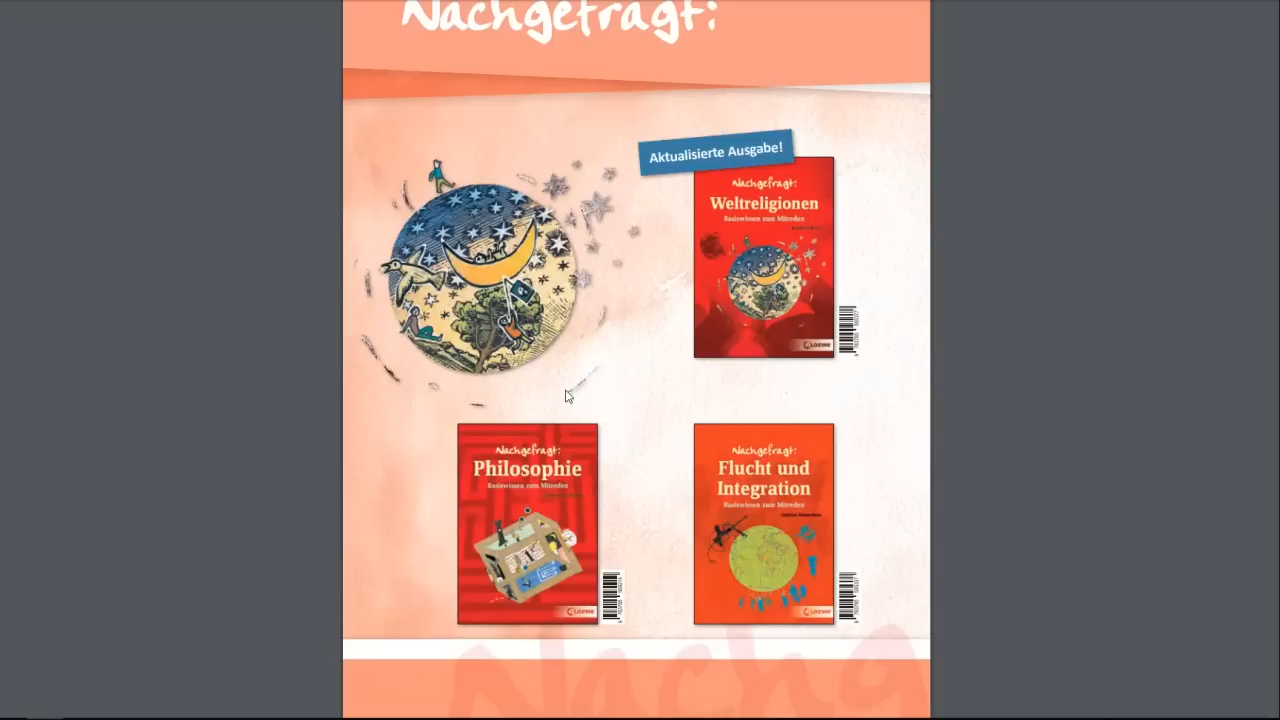 Nachgefragt:
Aktualisierte Ausgabe!
Nachgefragt:
Weltreligionen
Basiswissen zum Mitreden
Loewe
Nachgefragt:
Philosophie
Basiswissen zum Mitreden
Loewe
Nachgefragt:
Flucht und
Integration
Basiswissen zum Mitreden
Loewe
Nachg